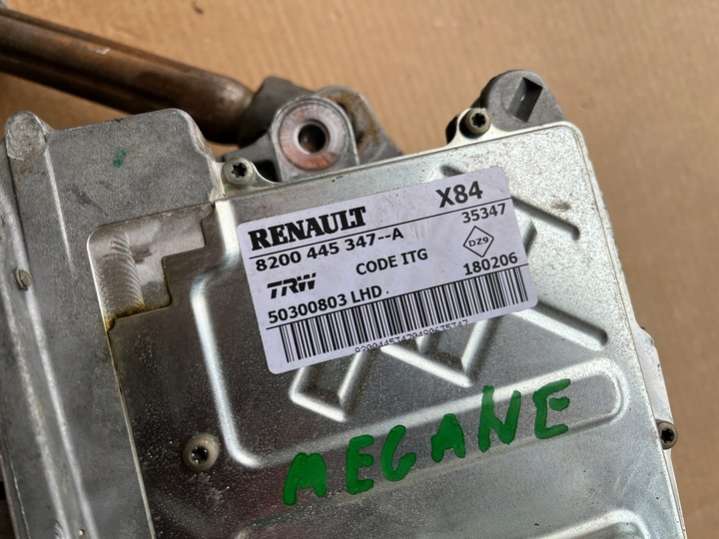 RENAULT X84
8200 445 347--A 35347
TRW CODE ITG DZ9
50300803 LHD. 180206
MEGANE